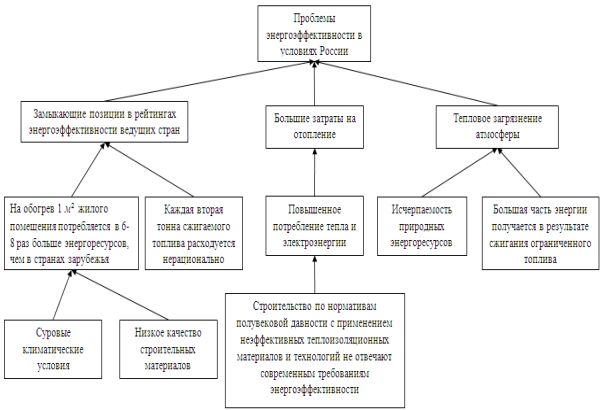 Проблемы
энергоэффективности в
условиях России
Замыкающие позиции в рейтингах
энергоэффективности ведущих стран
Большие затраты на
отопление
Тепловое загрязнение
атмосферы
На обогрев 1 м² жилого
помещения потребляется в 6-
8 раз больше энергоресурсов,
чем в странах зарубежья
Каждая вторая
тонна сжигаемого
топлива расходуется
нерационально
Повышенное
потребление тепла и
электроэнергии
Исчерпаемость
природных
энергоресурсов
Большая часть энергии
получается в результате
сжигания ограниченного
топлива
Суровые
климатические
условия
Низкое качество
строительных
материалов
Строительство по нормативам
полувековой давности с применением
неэффективных теплоизоляционных
материалов и технологий не отвечают
современным требованиям
энергоэффективности